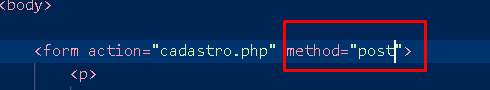 <body>
<form action="cadastro.php" method="post">
<p>